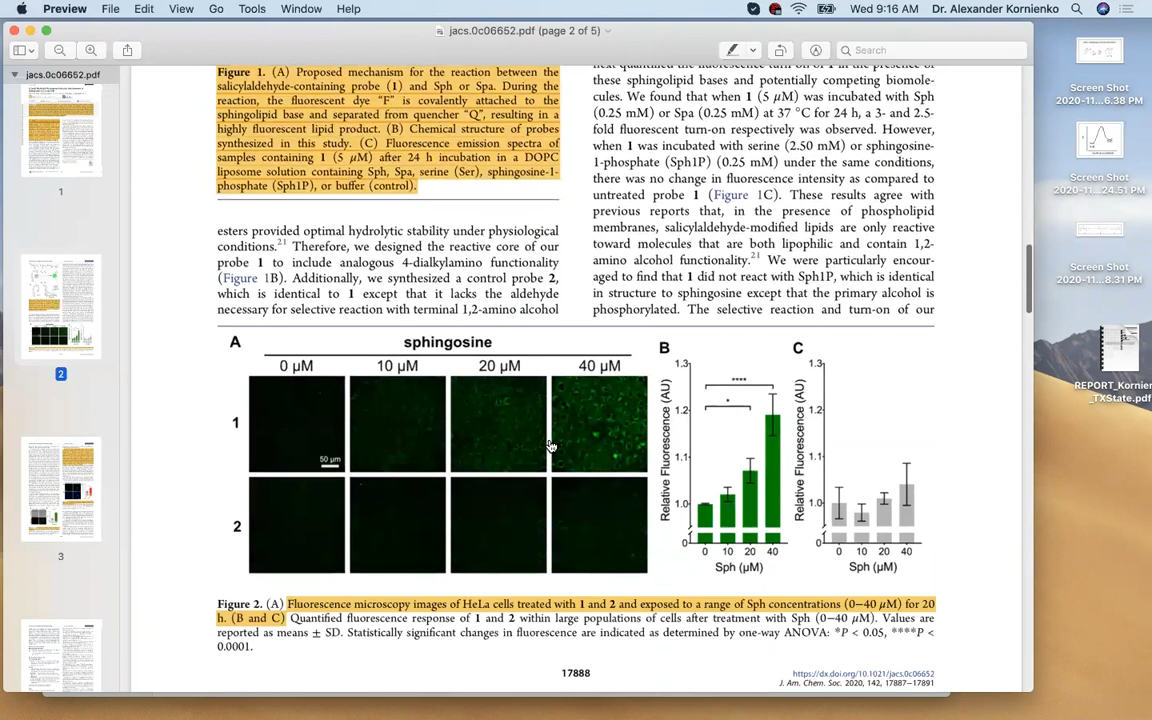 Preview File Edit View Go Tools Window Help
Wed 9:16 AM Dr. Alexander Kornienko
jacs.0c06652.pdf (page 2 of 5)
Search
jacs.0c06652.pdf
1
2
3
Figure 1. (A) Proposed mechanism for the reaction between the
salicylaldehyde-containing probe (1) and Sph or Spa. During the
reaction, the fluorescent dye “F” is covalently attached to the
sphingolipid base and separated from quencher “Q”, resulting in a
highly fluorescent lipid product. (B) Chemical structure of probes
synthesized in this study. (C) Fluorescence emission spectra of
samples containing 1 (5 μM) after 24 h incubation in a DOPC
liposome solution containing Sph, Spa, serine (Ser), sphingosine-1-
phosphate (Sph1P), or buffer (control).
esters provided optimal hydrolytic stability under physiological
conditions.21 Therefore, we designed the reactive core of our
probe 1 to include analogous 4-dialkylamino functionality
(Figure 1B). Additionally, we synthesized a control probe 2,
which is identical to 1 except that it lacks the aldehyde
necessary for selective reaction with terminal 1,2-amino alcohol
these sphingolipid bases and potentially competing biomole-
cules. We found that when 1 (5 μM) was incubated with Sph
(0.25 mM) or Spa (0.25 mM) at 37 °C for 24 h, a 3- and 2.5-
fold fluorescent turn-on respectively was observed. However,
when 1 was incubated with serine (2.50 mM) or sphingosine-
1-phosphate (Sph1P) (0.25 mM) under the same conditions,
there was no change in fluorescence intensity as compared to
untreated probe 1 (Figure 1C). These results agree with
previous reports that, in the presence of phospholipid
membranes, salicylaldehyde-modified lipids are only reactive
toward molecules that are both lipophilic and contain 1,2-
amino alcohol functionality.21 We were particularly encour-
aged to find that 1 did not react with Sph1P, which is identical
in structure to sphingosine except that the primary alcohol is
phosphorylated. The selective reaction and turn-on of our
A
sphingosine
0 μM 10 μM 20 μM 40 μM
1
50 μm
2
B
Relative Fluorescence (AU)
1.3
1.2
1.1
1.0
0
****
*
0 10 20 40
Sph (μM)
C
Relative Fluorescence (AU)
1.3
1.2
1.1
1.0
0
0 10 20 40
Sph (μM)
Figure 2. (A) Fluorescence microscopy images of HeLa cells treated with 1 and 2 and exposed to a range of Sph concentrations (0−40 μM) for 20
h. (B and C) Quantified fluorescence response of 1 and 2 within large populations of cells after treatment with Sph (0−40 μM). Values are
reported as means ± SD. Statistically significant changes in fluorescence are indicated as determined by one-way ANOVA: *P < 0.05, ****P <
0.0001.
17888
https://dx.doi.org/10.1021/jacs.0c06652
J. Am. Chem. Soc. 2020, 142, 17887−17891
Screen Shot
2020-11...6.38 PM
Screen Shot
2020-11...24.51 PM
Screen Shot
2020-11...8.31 PM
REPORT_Kornier
_TXState.pdf